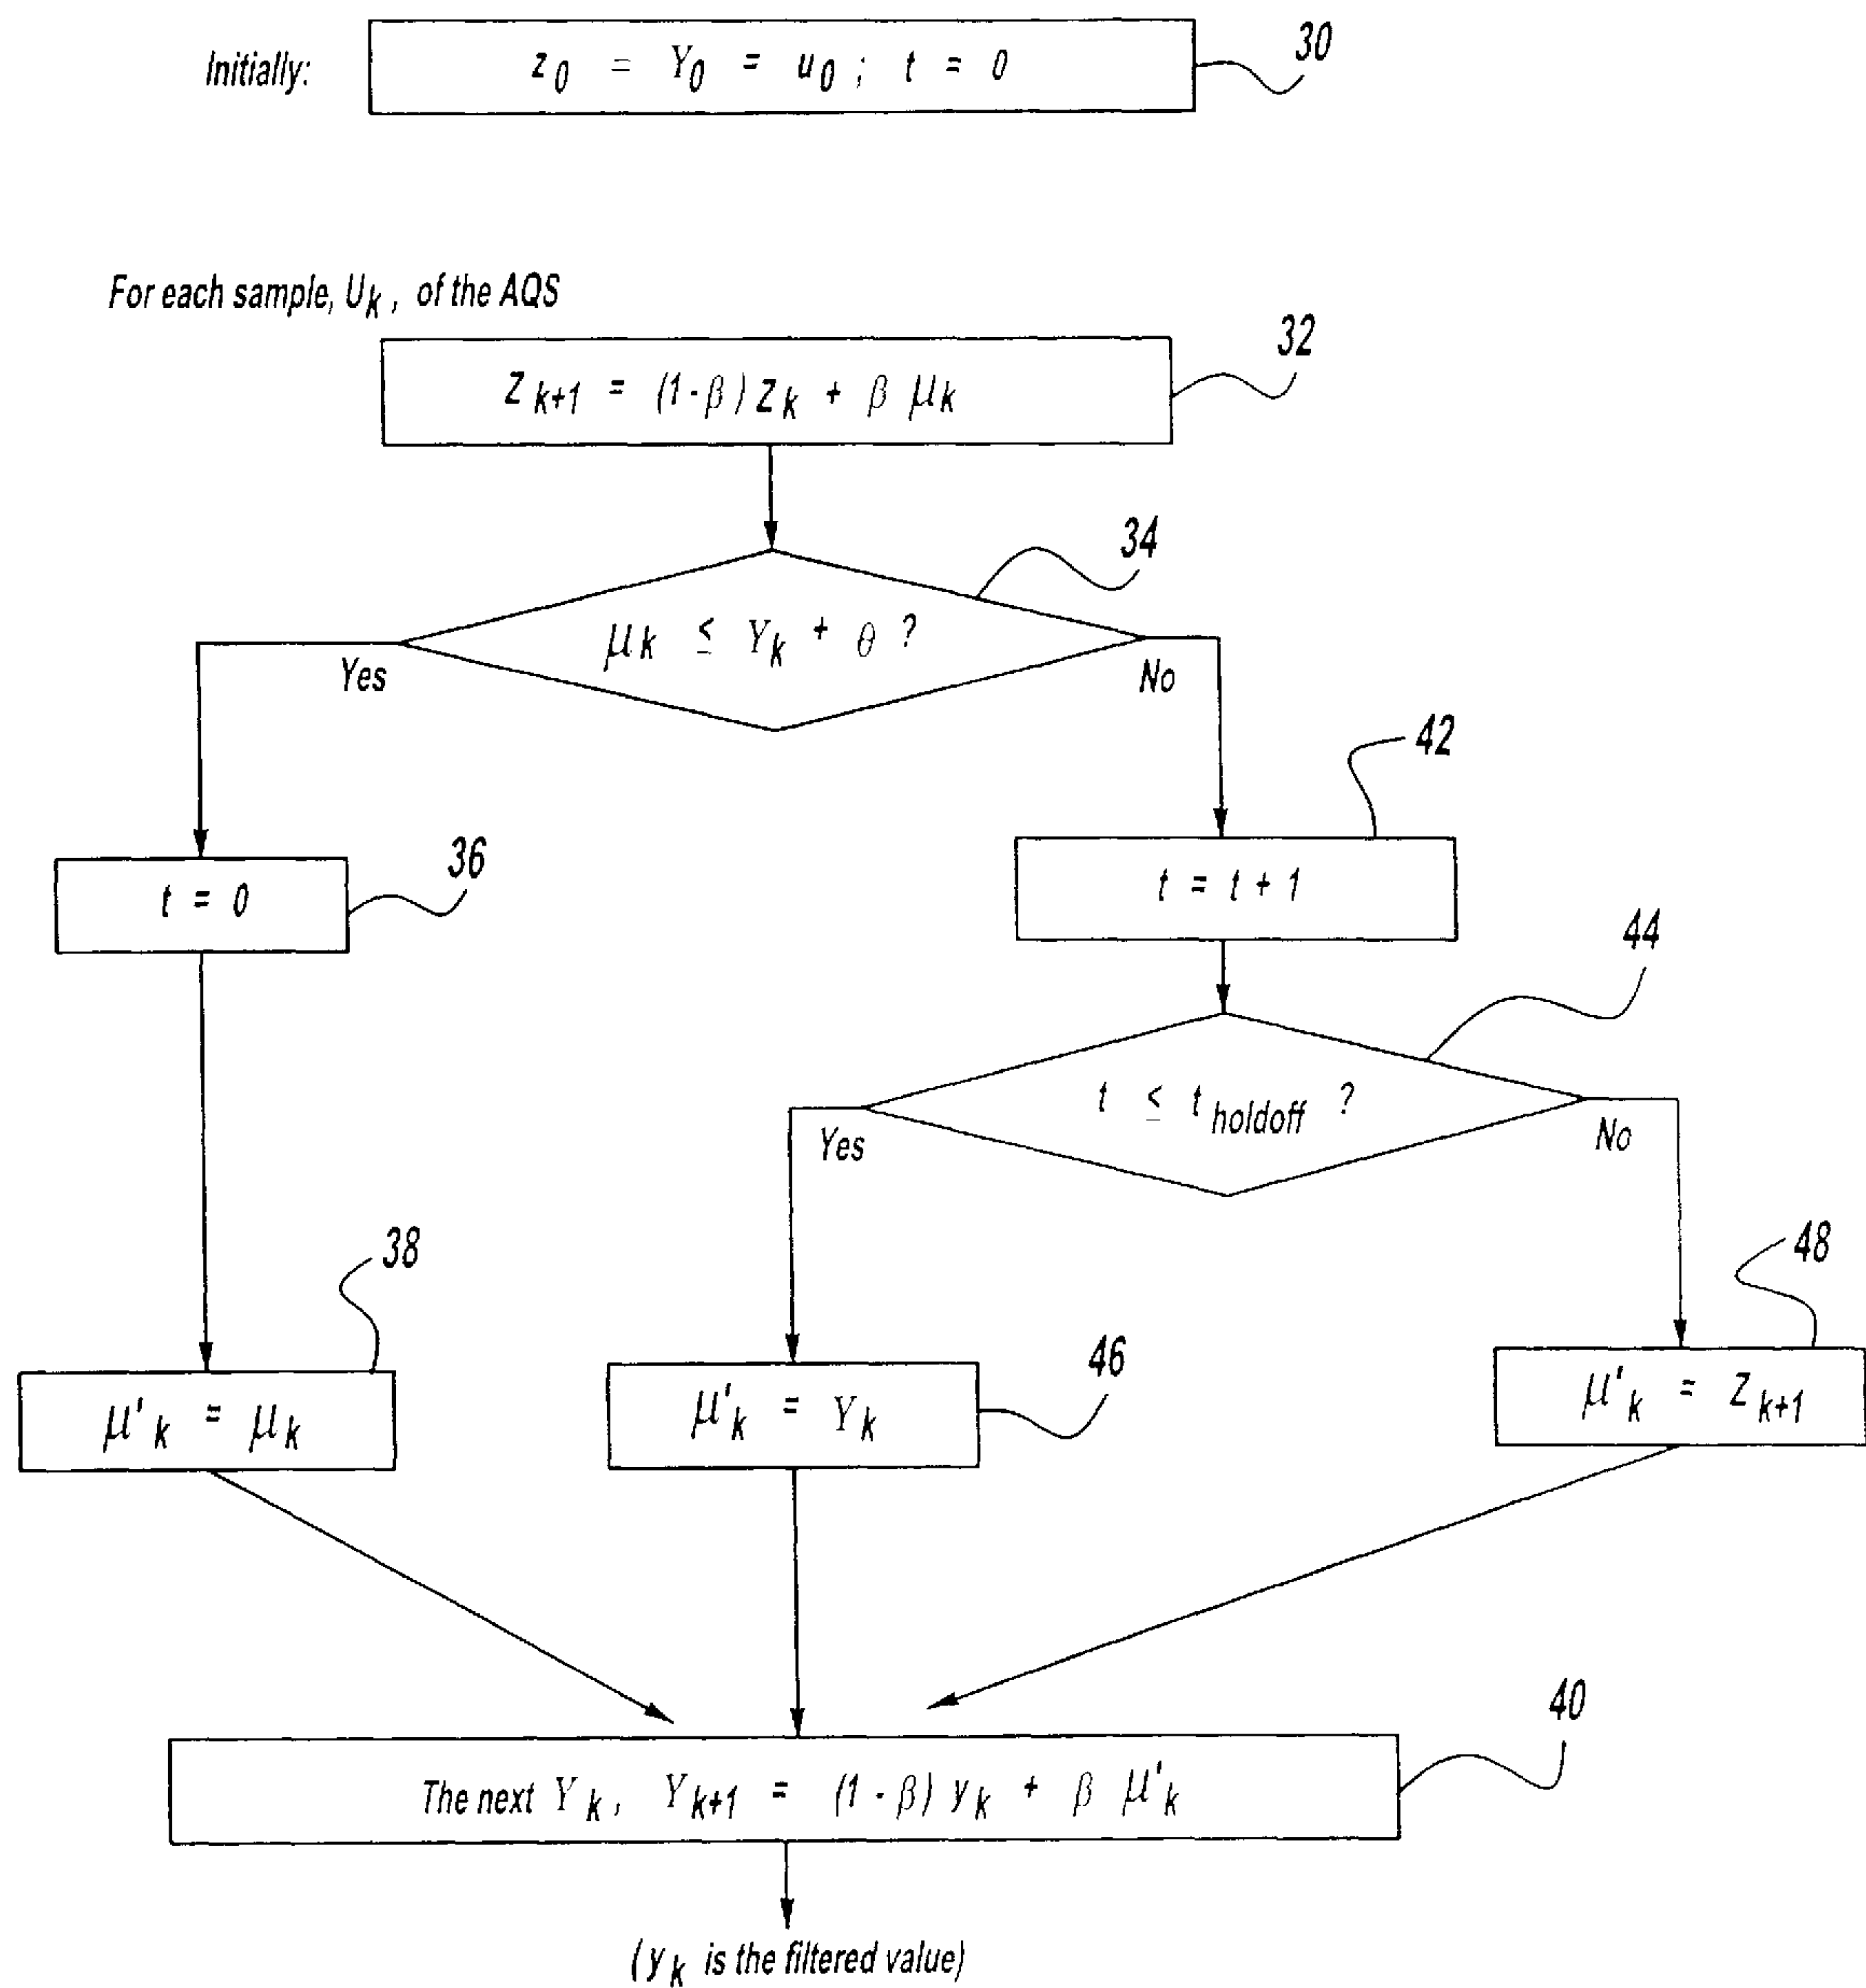 Initially:
z0 = Y0 = u0 ; t = 0
30
For each sample, Uk , of the AQS
32
Zk+1 = (1 - β) Zk + β μk
34
μk ≤ Yk + θ ?
Yes
No
42
36
t = 0
t = t + 1
44
t ≤ t holdoff ?
Yes
No
38
48
46
μ'k = μk
μ'k = Yk
μ'k = Zk+1
40
The next Yk , Yk+1 = (1 - β) yk + β μ'k
(yk is the filtered value)